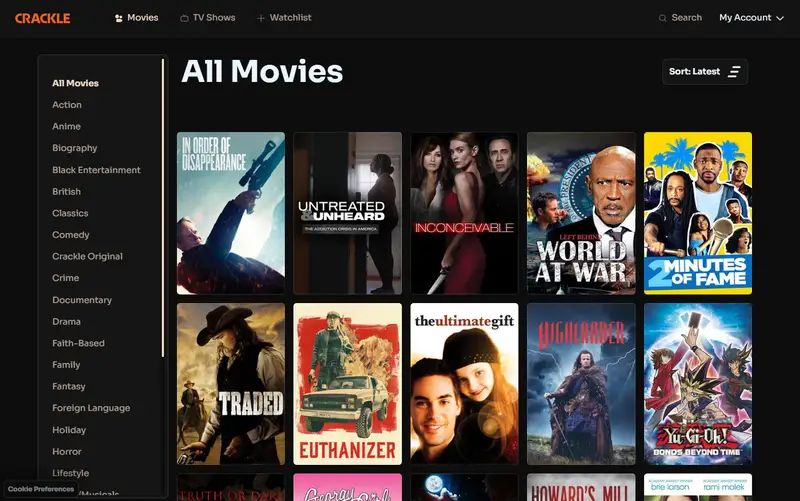 CRACKLE
Movies
TV Shows
Watchlist
Search
My Account
All Movies
Action
Anime
Biography
Black Entertainment
British
Classics
Comedy
Crackle Original
Crime
Documentary
Drama
Faith-Based
Family
Fantasy
Foreign Language
Holiday
Horror
Lifestyle
/Musicals
Cookie Preferences
All Movies
Sort: Latest
IN ORDER OF
DISAPPEARANCE
UNTREATED
& UNHEARD
THE ADDICTION CRISIS IN AMERICA
INCONCEIVABLE
LEFT BEHIND
WORLD
AT WAR
2 MINUTES
OF FAME
TRADED
EUTHANIZER
theultimategift
HIGHLANDER
Yu-Gi-Oh!
BONDS BEYOND TIME
TRUTH OR DARE
Georgy Girl
HOWARD'S MILL
brie larson
rami malek